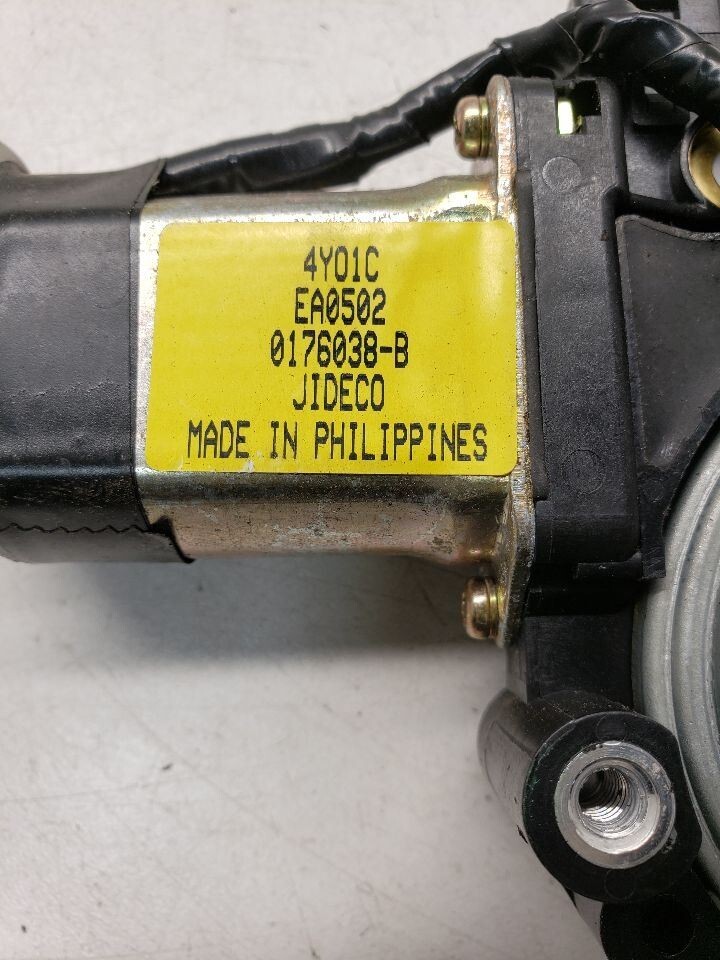 4Y01C
EA0502
0176038-B
JIDECO
MADE IN PHILIPPINES